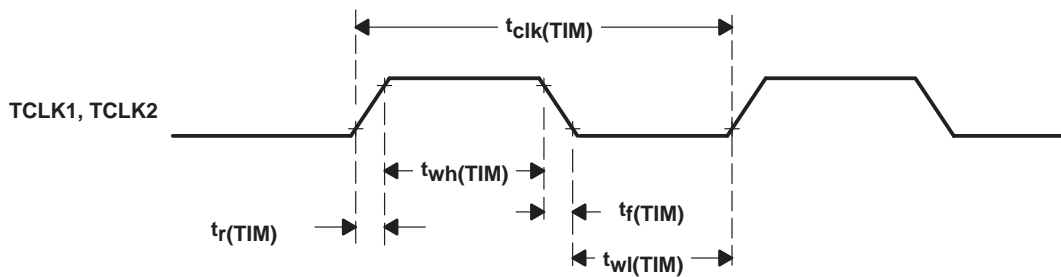 tclk(TIM)
TCLK1, TCLK2
twh(TIM)
tr(TIM)
tf(TIM)
twl(TIM)